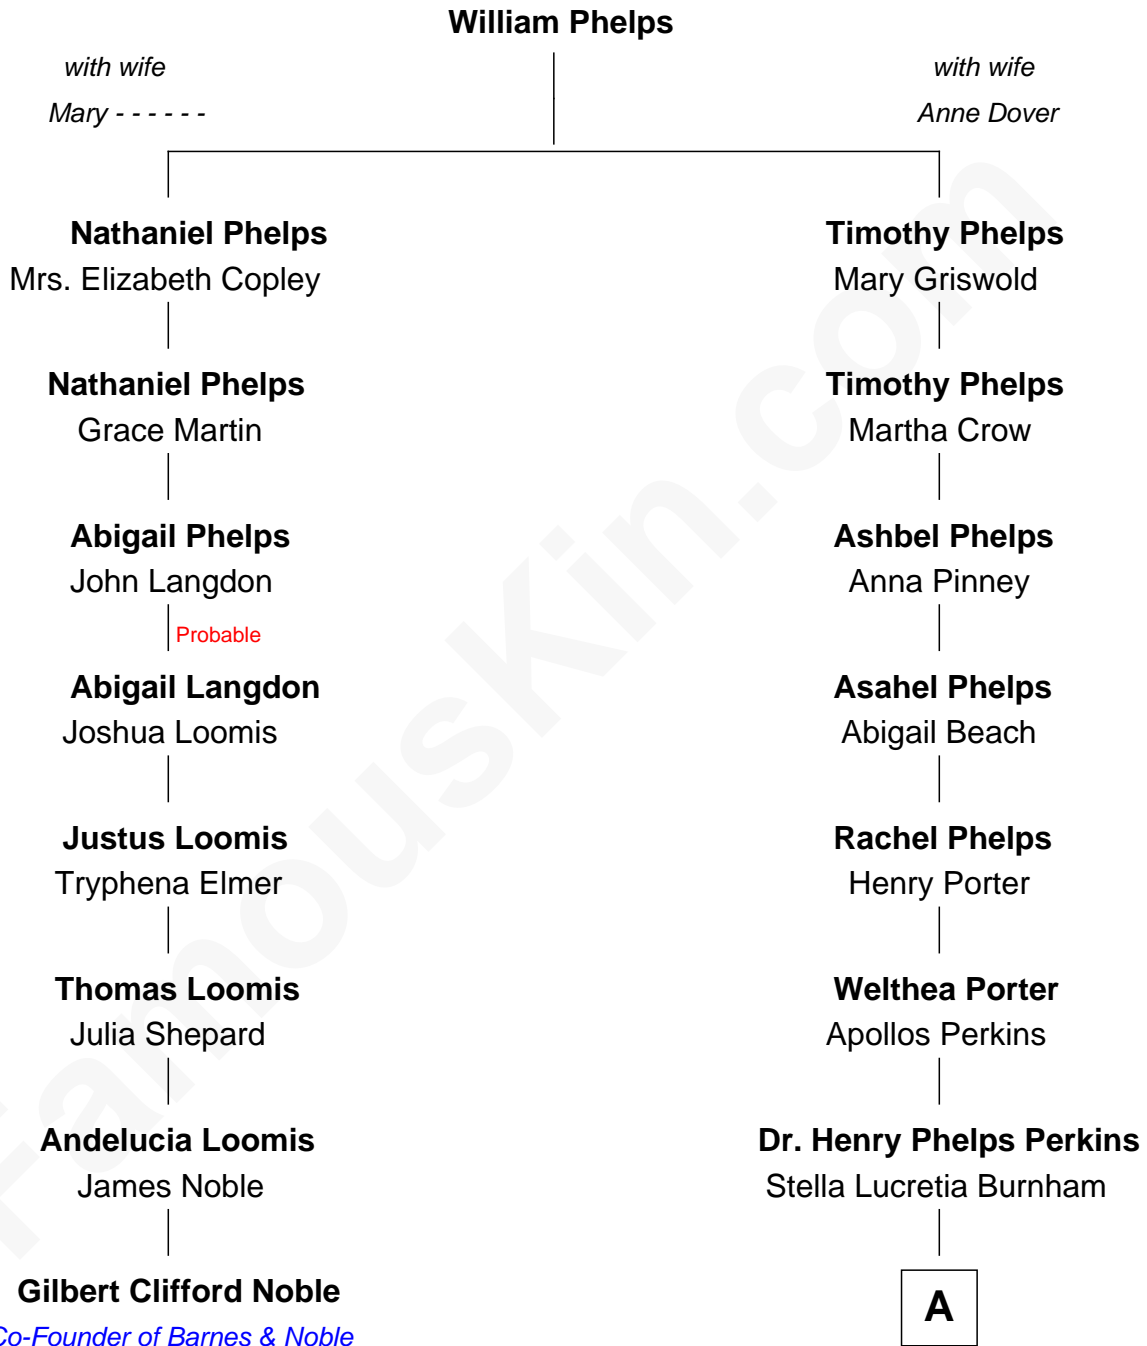 William Phelps
with wife
Mary - - - - - -
with wife
Anne Dover
Nathaniel Phelps
Mrs. Elizabeth Copley
Timothy Phelps
Mary Griswold
Nathaniel Phelps
Grace Martin
Timothy Phelps
Martha Crow
Abigail Phelps
John Langdon
Probable
Ashbel Phelps
Anna Pinney
Abigail Langdon
Joshua Loomis
Asahel Phelps
Abigail Beach
Justus Loomis
Tryphena Elmer
Rachel Phelps
Henry Porter
Thomas Loomis
Julia Shepard
Welthea Porter
Apollos Perkins
Andelucia Loomis
James Noble
Dr. Henry Phelps Perkins
Stella Lucretia Burnham
Gilbert Clifford Noble
Co-Founder of Barnes & Noble
A
FamousKin.com